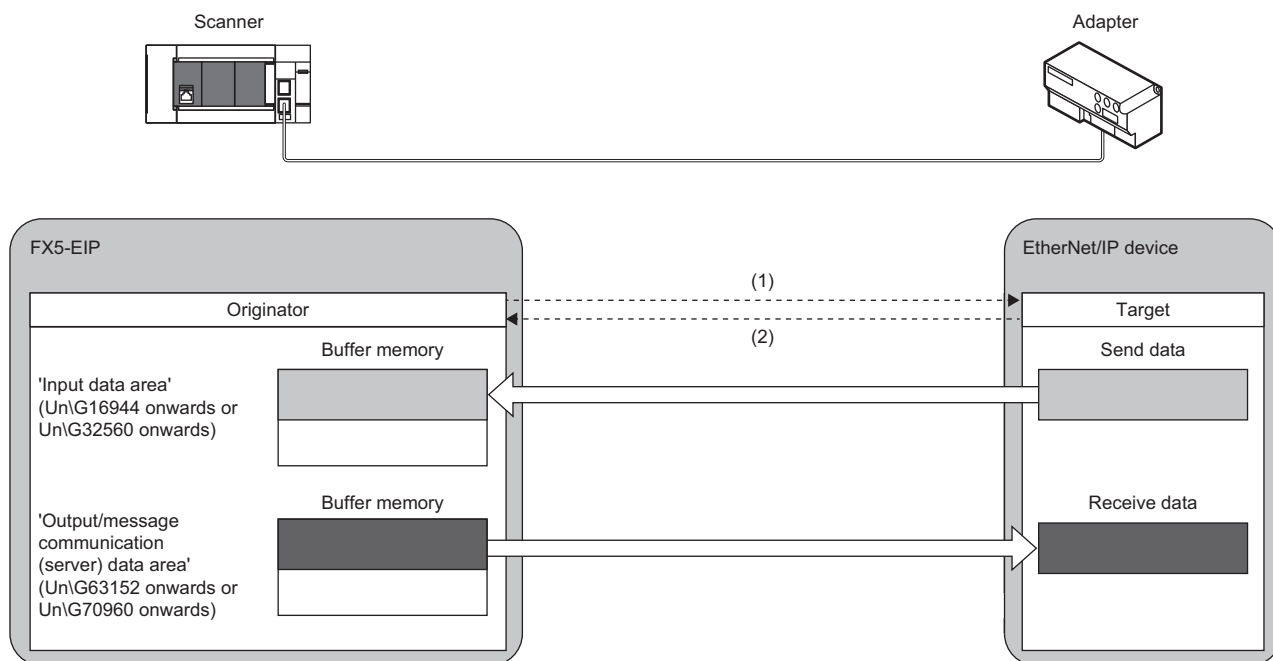 Scanner
Adapter
FX5-EIP
EtherNet/IP device
(1)
Originator
Target
(2)
Buffer memory
Send data
'Input data area'
(Un\G16944 onwards or
Un\G32560 onwards)
Buffer memory
Receive data
'Output/message
communication
(server) data area'
(Un\G63152 onwards or
Un\G70960 onwards)